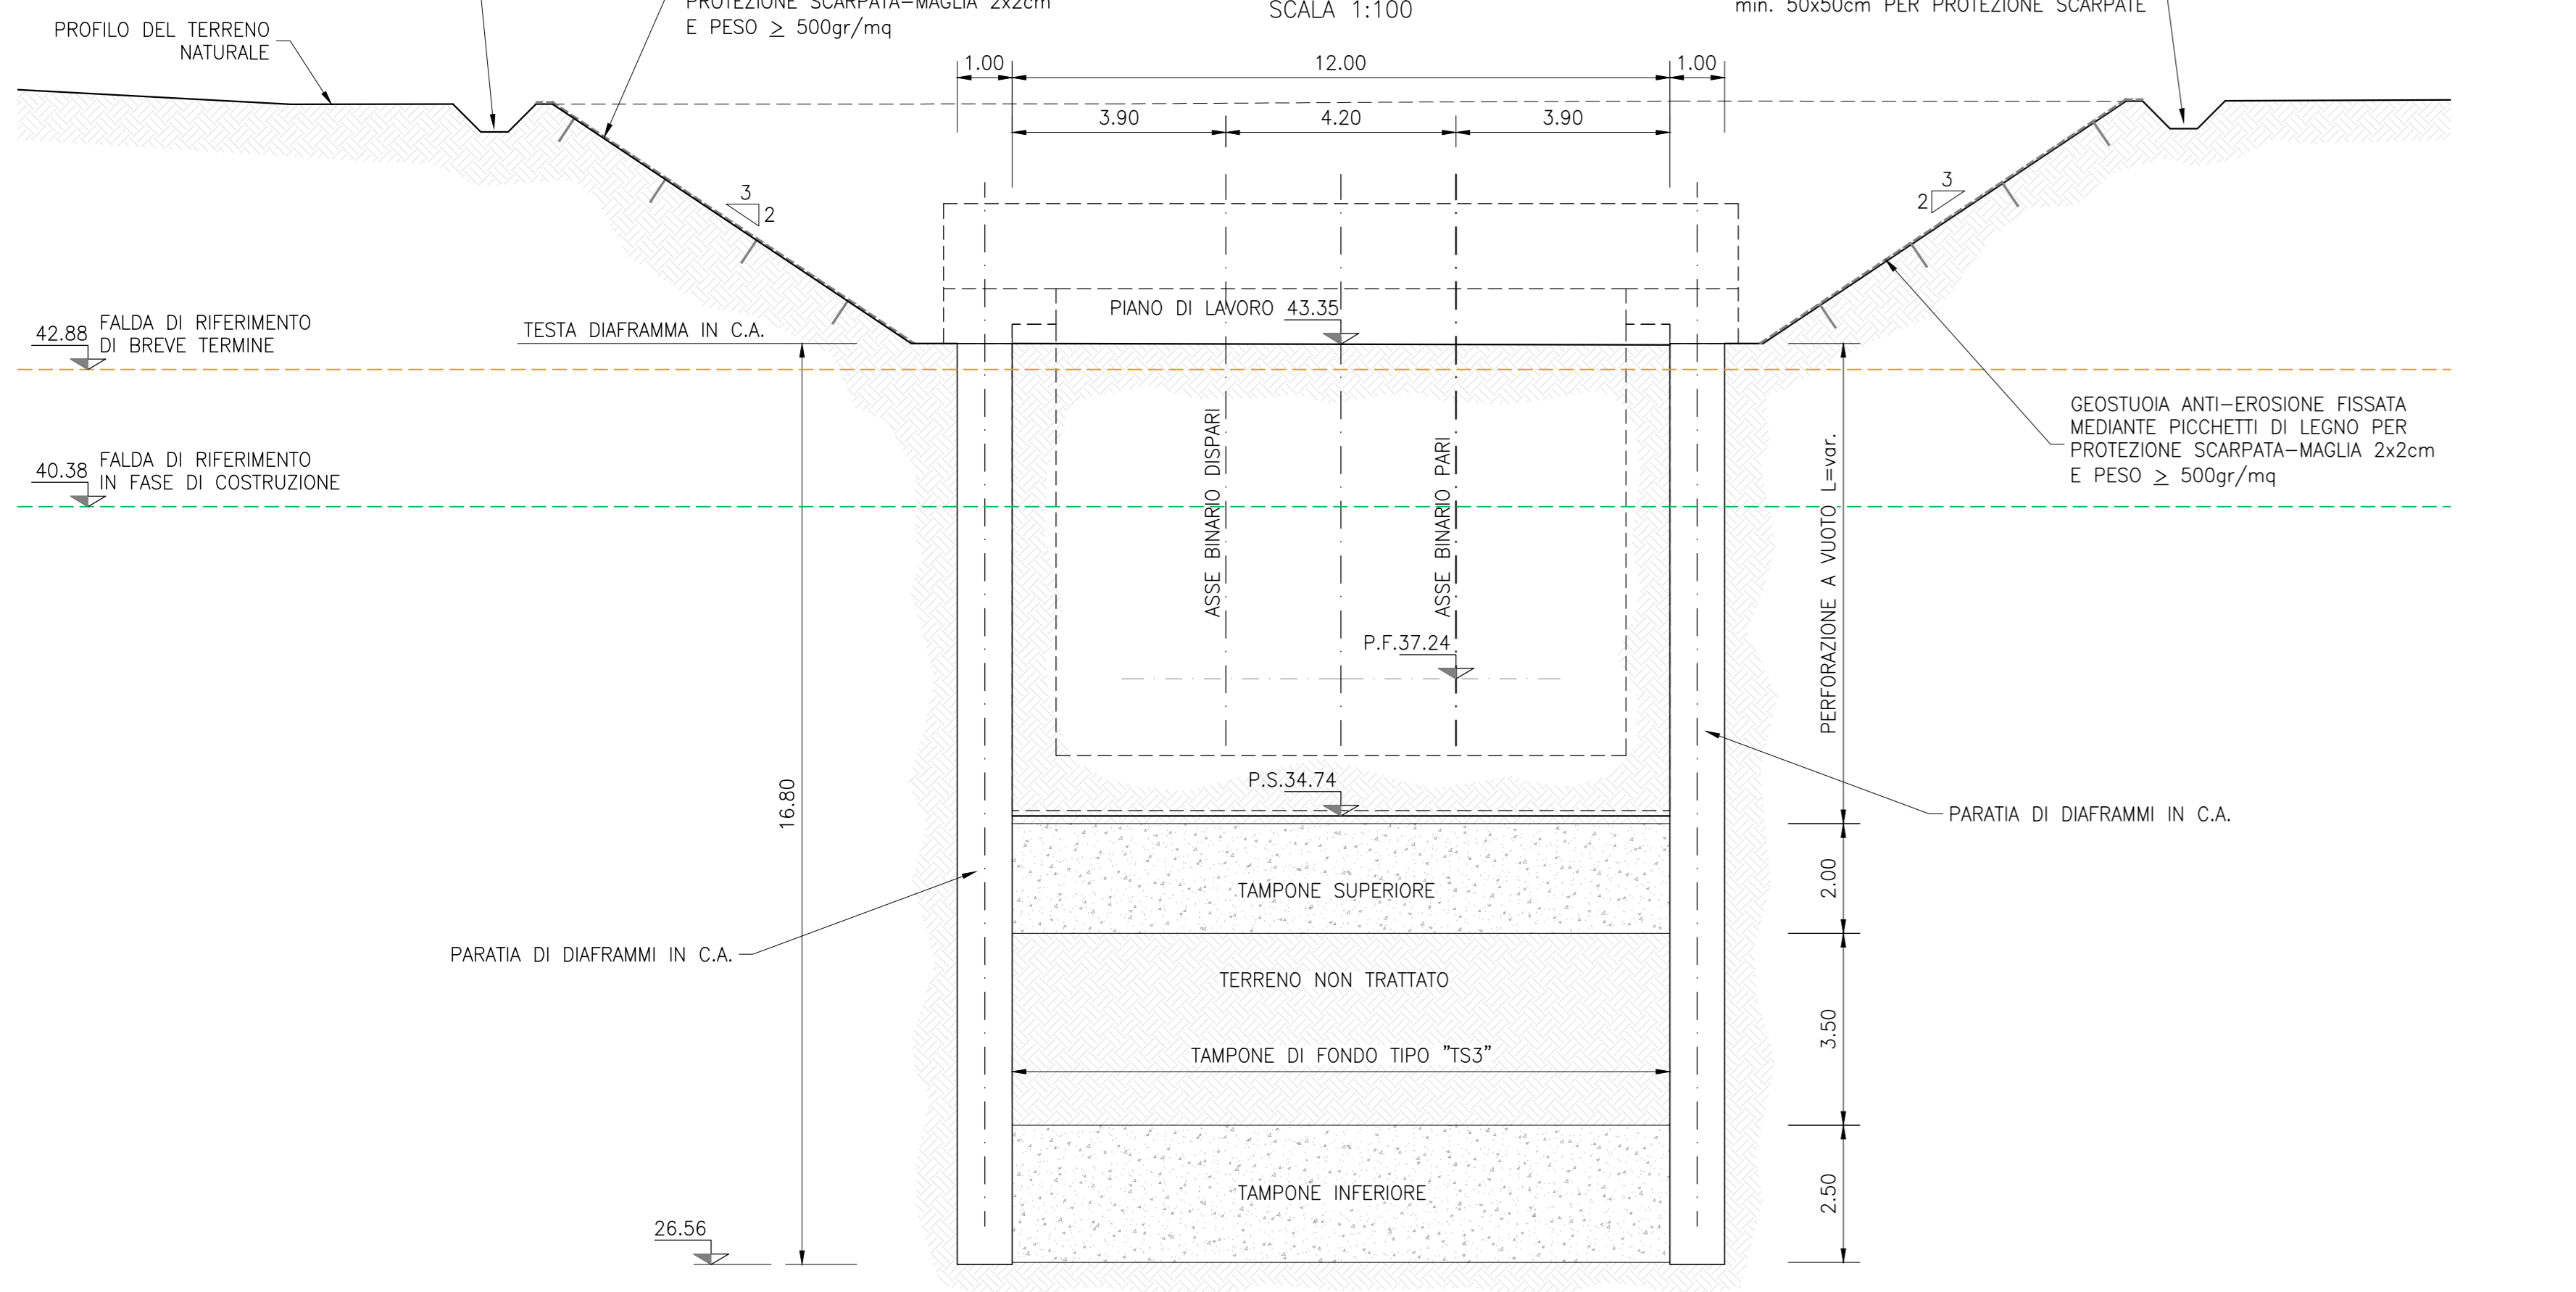 PROTEZIONE SCARPATA-MAGLIA 2x2cm
E PESO ≥ 500gr/mq
SCALA 1:100
min. 50x50cm PER PROTEZIONE SCARPATE
PROFILO DEL TERRENO
NATURALE
1.00
12.00
1.00
3.90
4.20
3.90
3
2
3
2
PIANO DI LAVORO 43.35
TESTA DIAFRAMMA IN C.A.
42.88
FALDA DI RIFERIMENTO
DI BREVE TERMINE
40.38
FALDA DI RIFERIMENTO
IN FASE DI COSTRUZIONE
GEOSTUOIA ANTI-EROSIONE FISSATA
MEDIANTE PICCHETTI DI LEGNO PER
PROTEZIONE SCARPATA-MAGLIA 2x2cm
E PESO ≥ 500gr/mq
ASSE BINARIO DISPARI
ASSE BINARIO PARI
PERFORAZIONE A VUOTO L=var.
P.F.37.24
P.S.34.74
16.80
PARATIA DI DIAFRAMMI IN C.A.
TAMPONE SUPERIORE
2.00
PARATIA DI DIAFRAMMI IN C.A.
TERRENO NON TRATTATO
3.50
TAMPONE DI FONDO TIPO "TS3"
TAMPONE INFERIORE
2.50
26.56